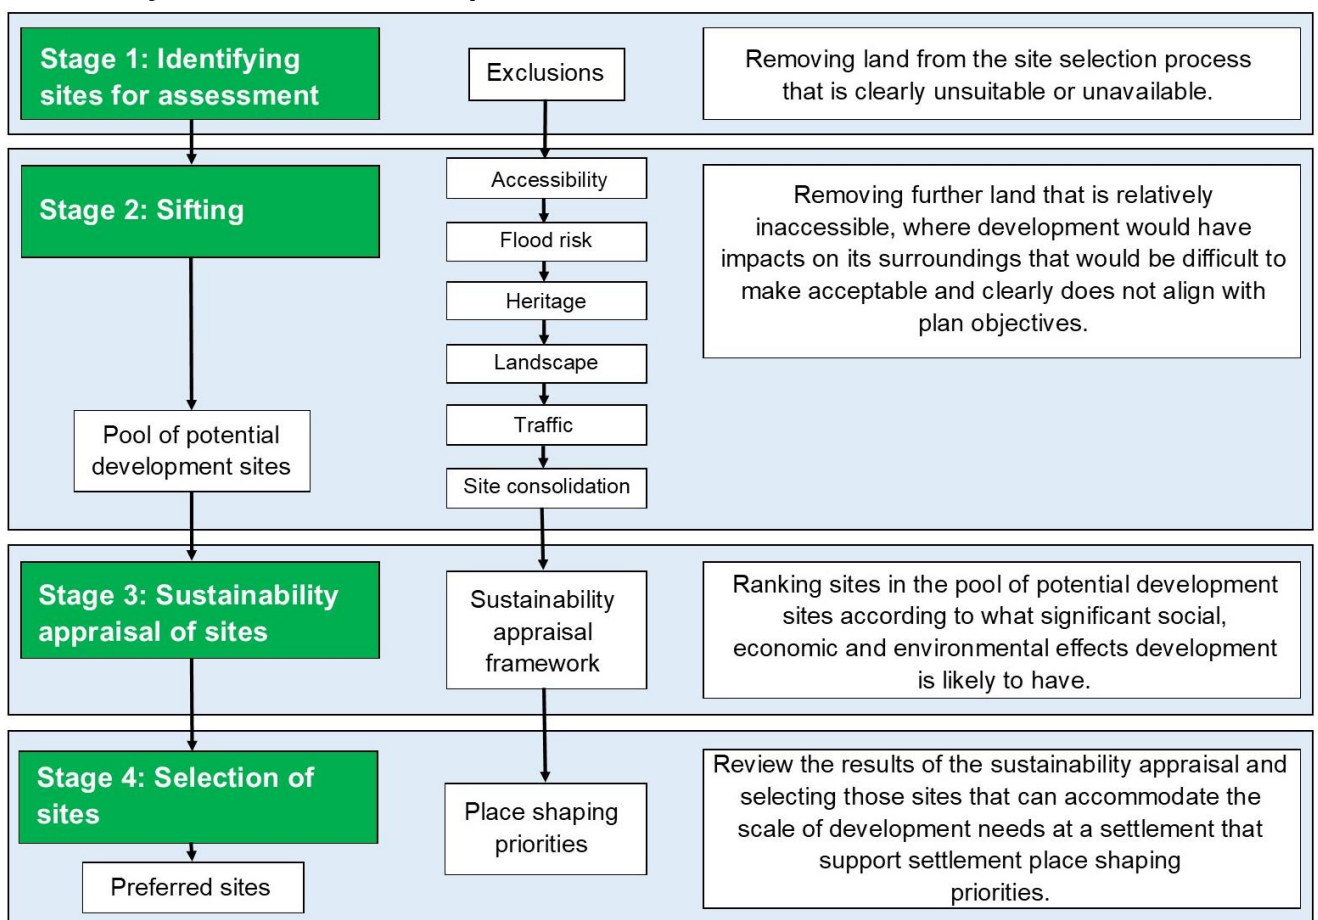 Stage 1: Identifying
sites for assessment
Exclusions
Removing land from the site selection process
that is clearly unsuitable or unavailable.
Stage 2: Sifting
Pool of potential
development sites
Accessibility
Flood risk
Heritage
Landscape
Traffic
Site consolidation
Removing further land that is relatively
inaccessible, where development would have
impacts on its surroundings that would be difficult to
make acceptable and clearly does not align with
plan objectives.
Stage 3: Sustainability
appraisal of sites
Sustainability
appraisal
framework
Ranking sites in the pool of potential development
sites according to what significant social,
economic and environmental effects development
is likely to have.
Stage 4: Selection of
sites
Preferred sites
Place shaping
priorities
Review the results of the sustainability appraisal and
selecting those sites that can accommodate the
scale of development needs at a settlement that
support settlement place shaping
priorities.